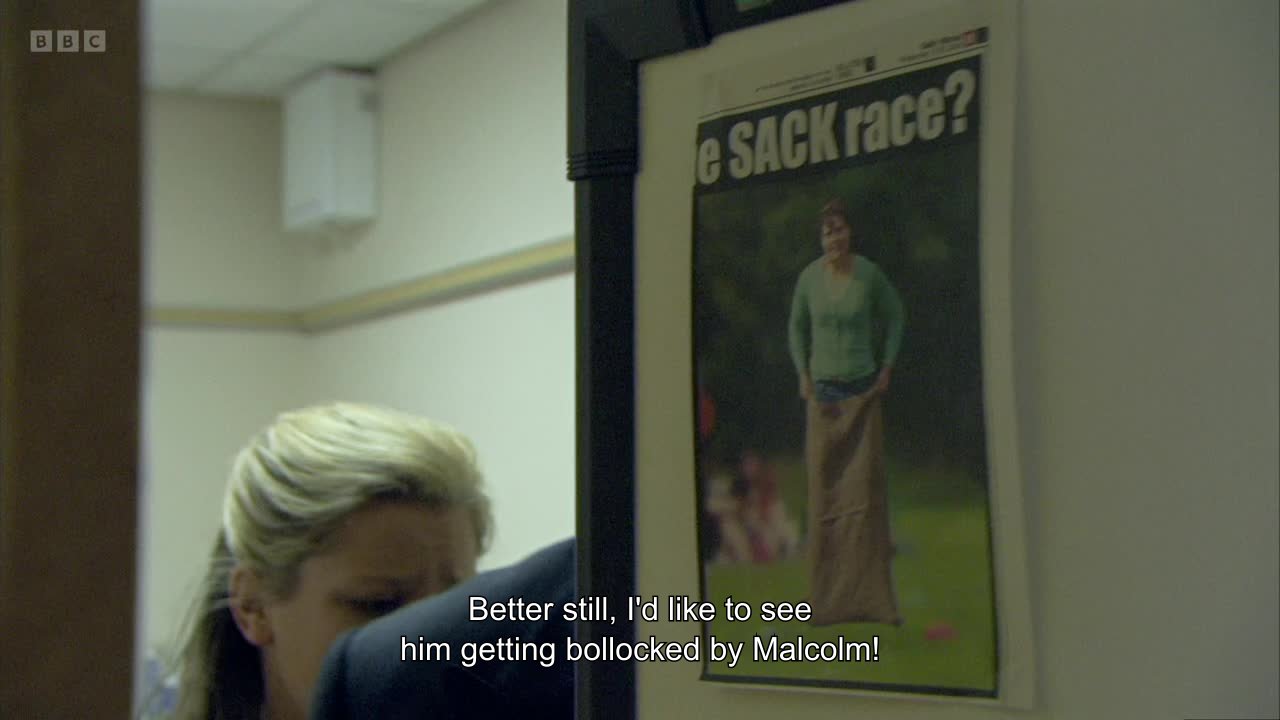 BBC
e SACK race?
Better still, I'd like to see
him getting bollocked by Malcolm!